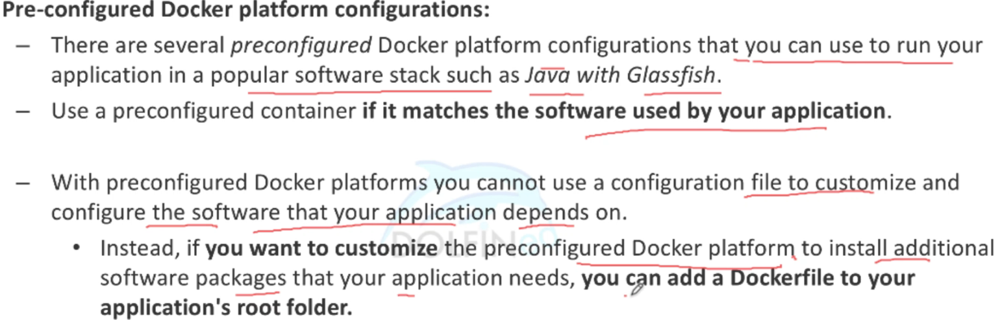 Pre-configured Docker platform configurations:
– There are several preconfigured Docker platform configurations that you can use to run your
application in a popular software stack such as Java with Glassfish.
– Use a preconfigured container if it matches the software used by your application.
– With preconfigured Docker platforms you cannot use a configuration file to customize and
configure the software that your application depends on.
DOLFIN
• Instead, if you want to customize the preconfigured Docker platform, to install additional
software packages that your application needs, you can add a Dockerfile to your
application's root folder.